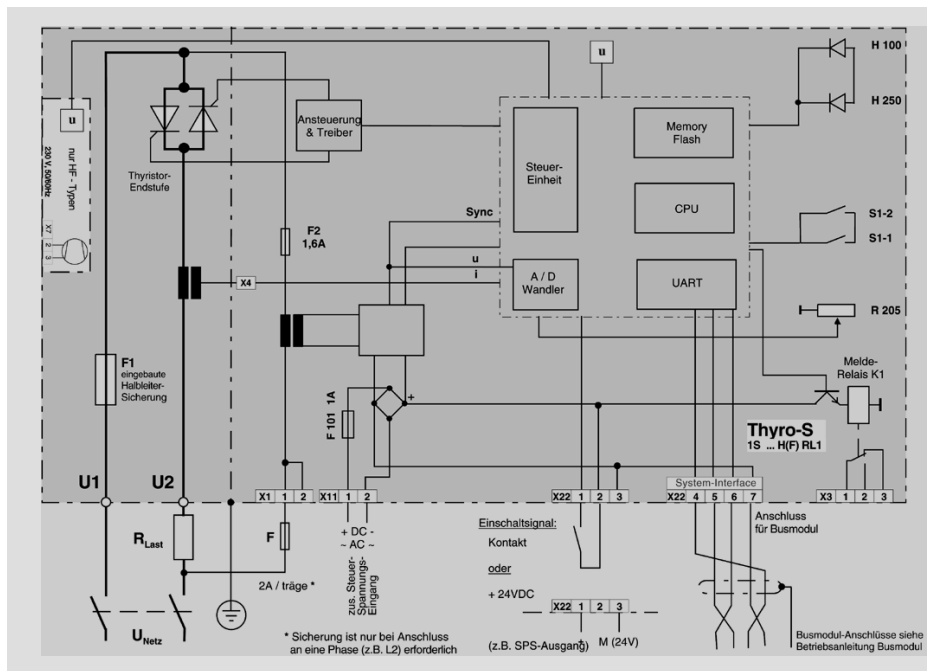 H 100
H 250
u
u
nur HF - Typen
230 V, 50/60Hz
X7
2
3
Ansteuerung
& Treiber
Thyristor-
Endstufe
Steuer-
Einheit
Memory
Flash
CPU
UART
A / D
Wandler
Sync
u
i
F2
1,6A
X4
S1-2
S1-1
R 205
Melde-
Relais K1
F1
eingebaute
Halbleiter-
Sicherung
F 101 1A
+
Thyro-S
1S ... H(F) RL1
System-Interface
U1
U2
X1 1 2
X11 1 2
X22 1 2 3
X22 4 5 6 7
X3 1 2 3
Anschluss
für Busmodul
RLast
F
2A / träge *
+ DC -
~ AC ~
zus. Steuer-
Spannungs-
Eingang
Einschaltsignal:
Kontakt
oder
+ 24VDC
X22 1 2 3
+
M (24V)
(z.B. SPS-Ausgang)
UNetz
* Sicherung ist nur bei Anschluss
an eine Phase (z.B. L2) erforderlich
Busmodul-Anschlüsse siehe
Betriebsanleitung Busmodul